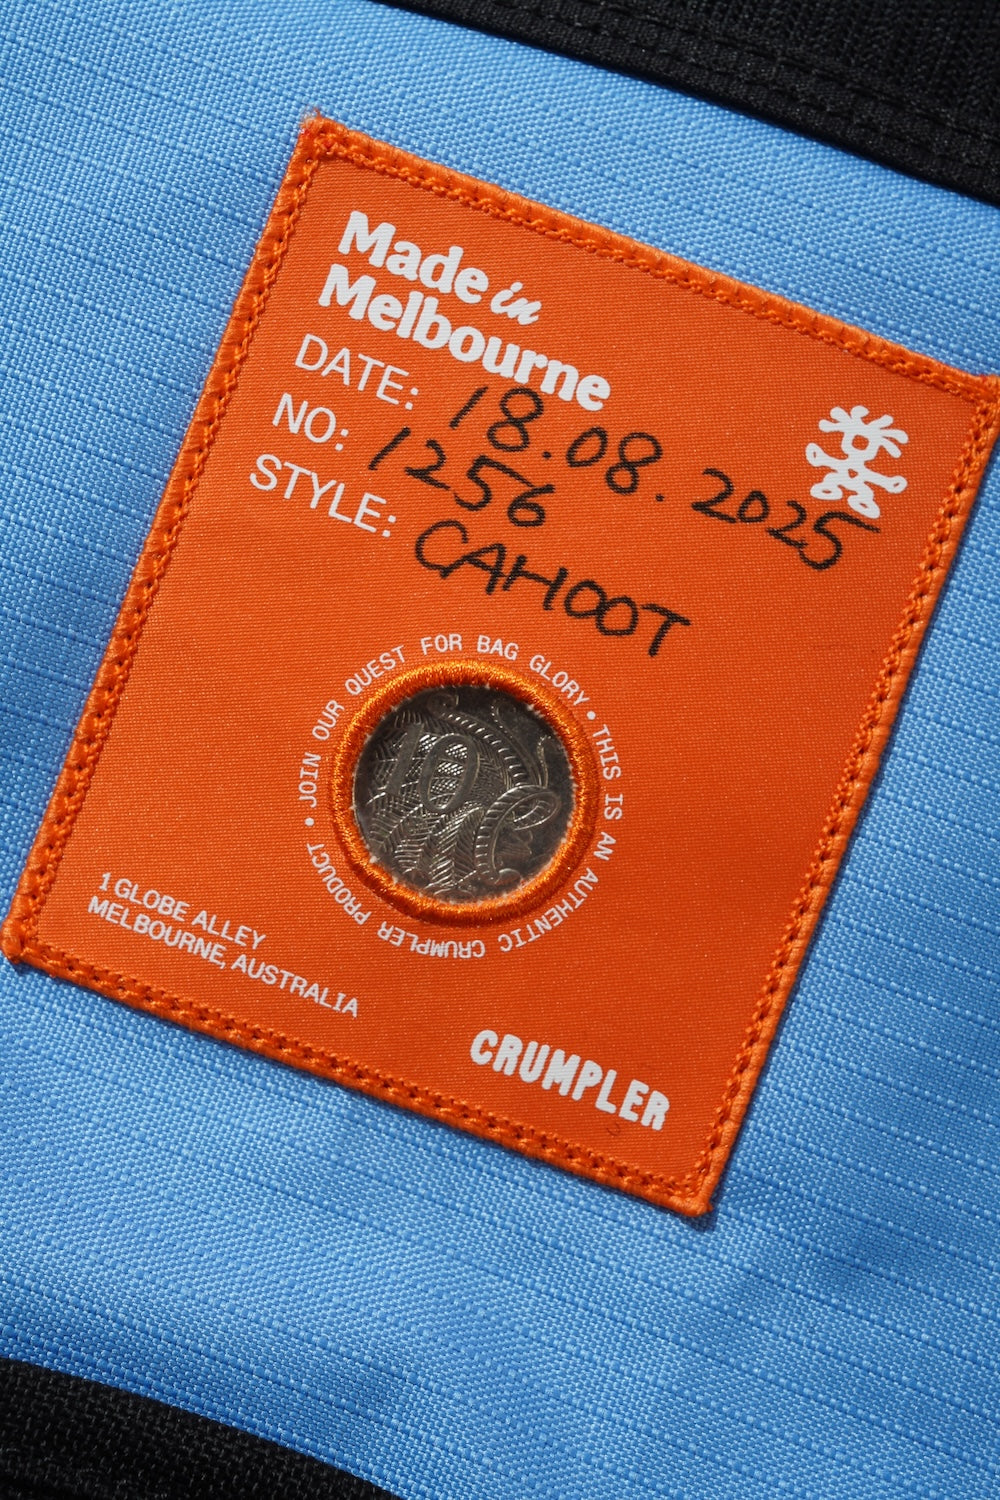 Made in
Melbourne
DATE: 18.08.2025
NO: 1256
STYLE: CAHOOT
JOIN OUR QUEST FOR BAG GLORY • THIS IS AN AUTHENTIC CRUMPLER PRODUCT •
10
1 GLOBE ALLEY
MELBOURNE, AUSTRALIA
CRUMPLER